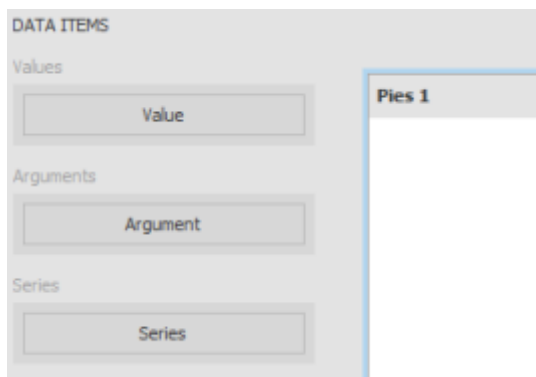 DATA ITEMS
Values
Value
Pies 1
Arguments
Argument
Series
Series